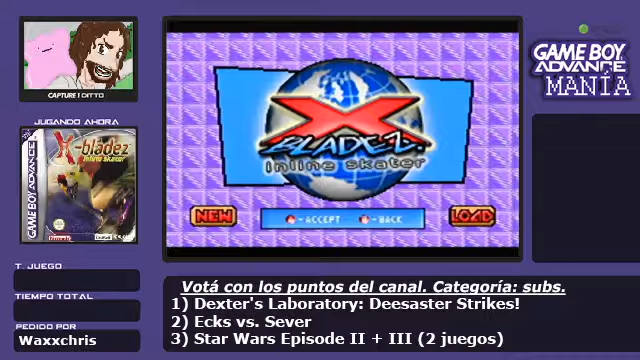 CAPTURE 1 DITTO
JUGANDO AHORA
GAME BOY ADVANCE
X-bladez
inline skater
X
BLADEZ
inline skater
NEW
-ACCEPT
-BACK
LOAD
GAME BOY
ADVANCE
MANÍA
T. JUEGO
TIEMPO TOTAL
PEDIDO POR
Waxxchris
Votá con los puntos del canal. Categoría: subs.
1) Dexter's Laboratory: Deesaster Strikes!
2) Ecks vs. Sever
3) Star Wars Episode II + III (2 juegos)